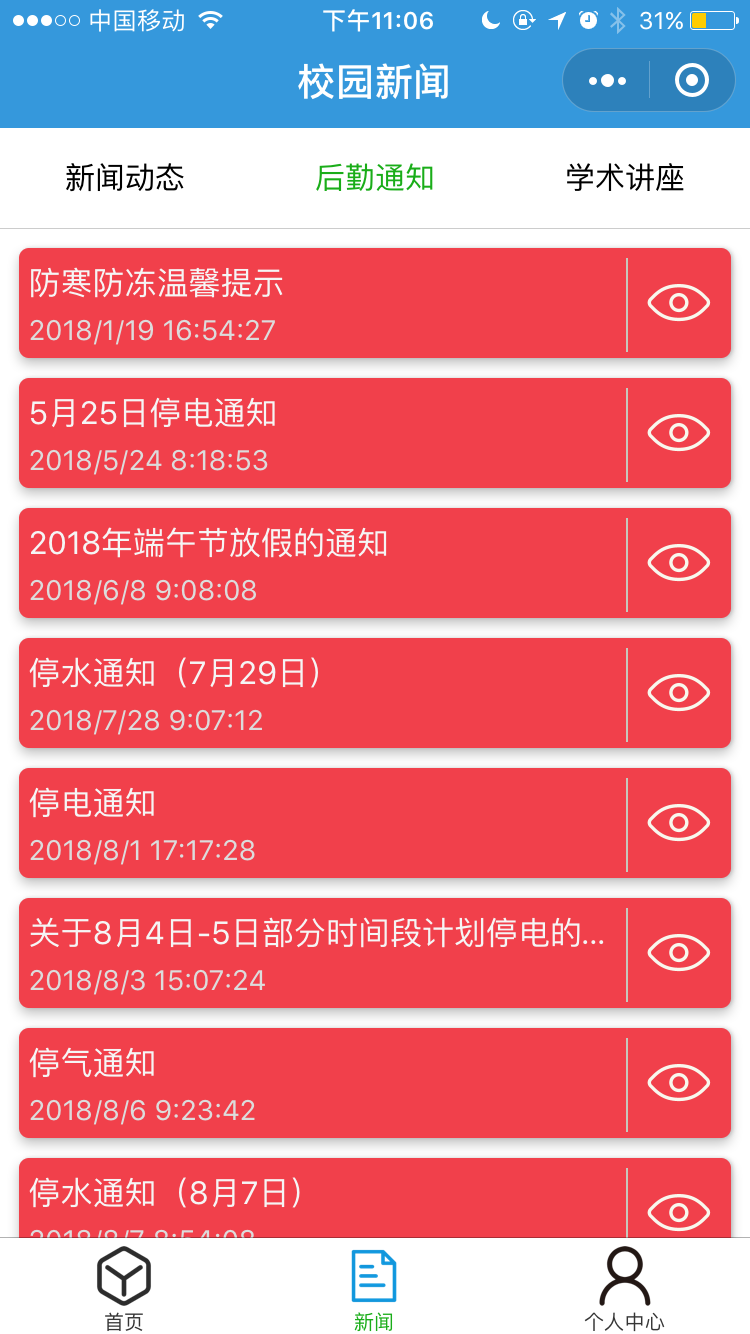 中国移动 下午11:06 31%
校园新闻
新闻动态 后勤通知 学术讲座
防寒防冻温馨提示
2018/1/19 16:54:27
5月25日停电通知
2018/5/24 8:18:53
2018年端午节放假的通知
2018/6/8 9:08:08
停水通知（7月29日）
2018/7/28 9:07:12
停电通知
2018/8/1 17:17:28
关于8月4日-5日部分时间段计划停电的...
2018/8/3 15:07:24
停气通知
2018/8/6 9:23:42
停水通知（8月7日）
2018/8/7 8:54:08
首页 新闻 个人中心